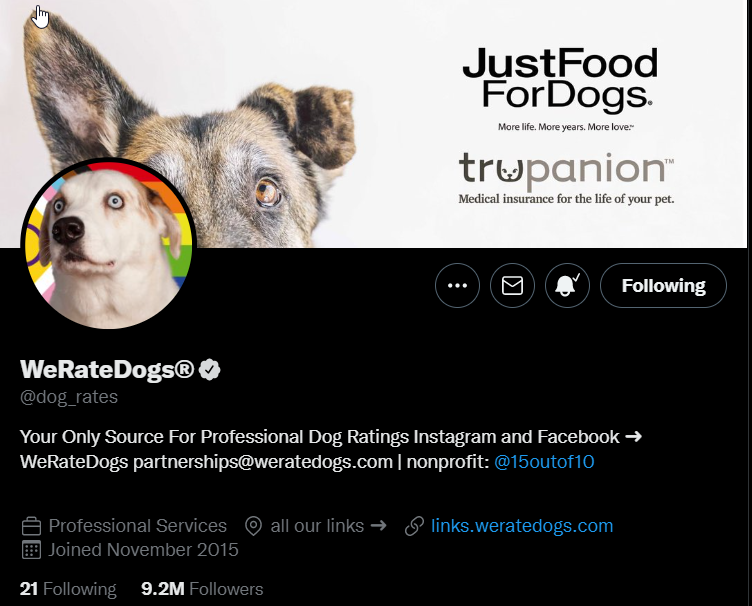 JustFood
ForDogs®
More life. More years. More love.™
trupanion™
Medical insurance for the life of your pet.
Following
WeRateDogs®
@dog_rates
Your Only Source For Professional Dog Ratings Instagram and Facebook ➜
WeRateDogs partnerships@weratedogs.com | nonprofit: @15outof10
Professional Services all our links ➜ links.weratedogs.com
Joined November 2015
21 Following 9.2M Followers